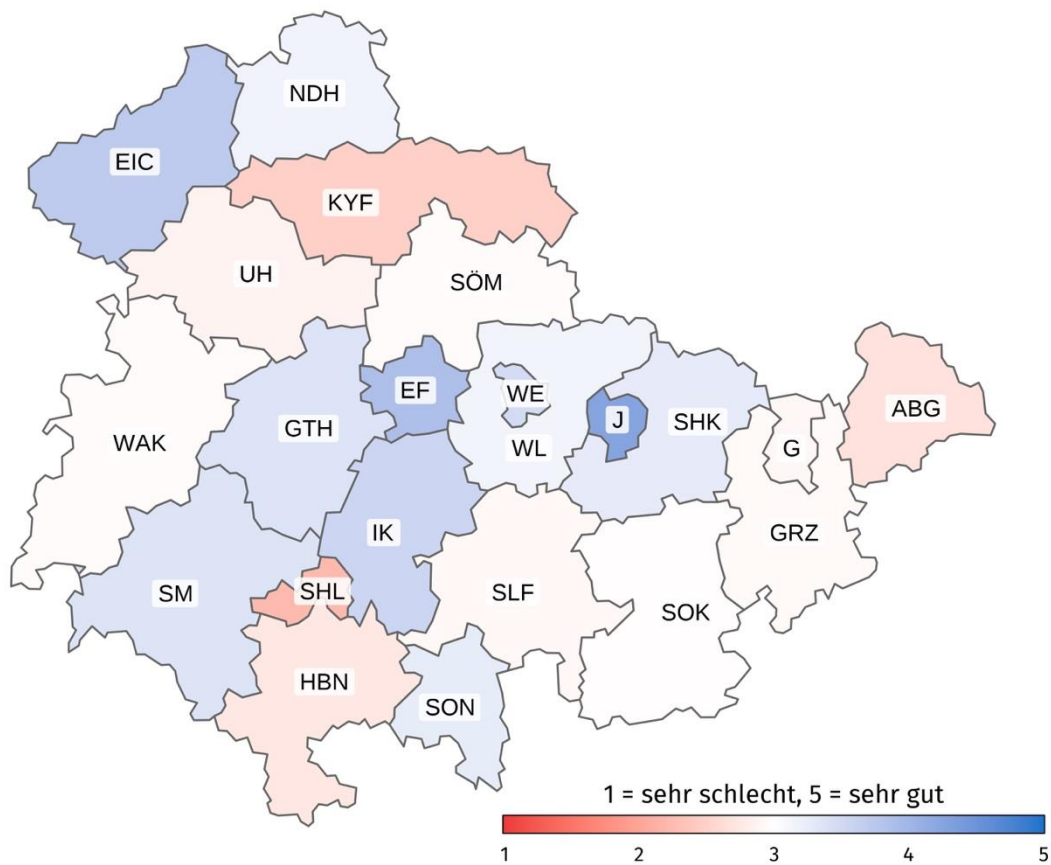 NDH
EIC
KYF
UH
SÖM
EF
WE
J
SHK
ABG
GTH
WAK
WL
G
IK
GRZ
SM
SHL
SLF
SOK
HBN
SON
1 = sehr schlecht, 5 = sehr gut
1 2 3 4 5